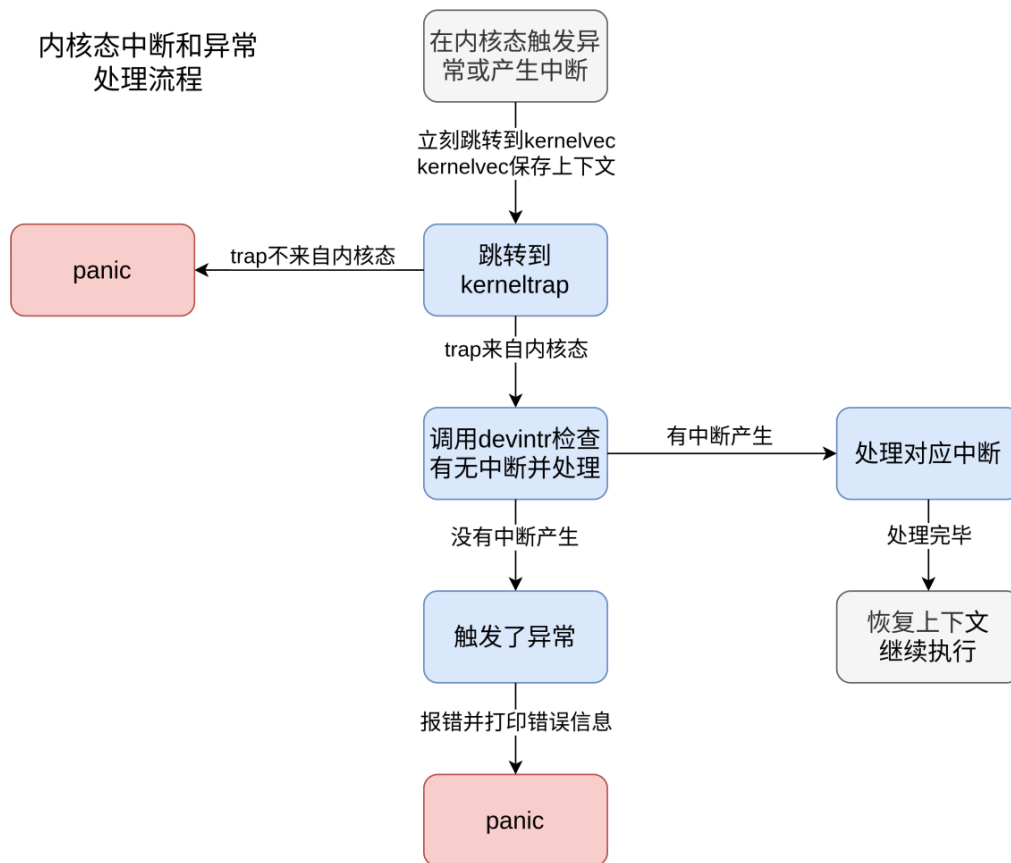 内核态中断和异常
处理流程
在内核态触发异
常或产生中断
立刻跳转到kernelvec
kernelvec保存上下文
panic
trap不来自内核态
跳转到
kerneltrap
trap来自内核态
调用devintr检查
有无中断并处理
有中断产生
处理对应中断
没有中断产生
处理完毕
触发了异常
恢复上下文
继续执行
报错并打印错误信息
panic